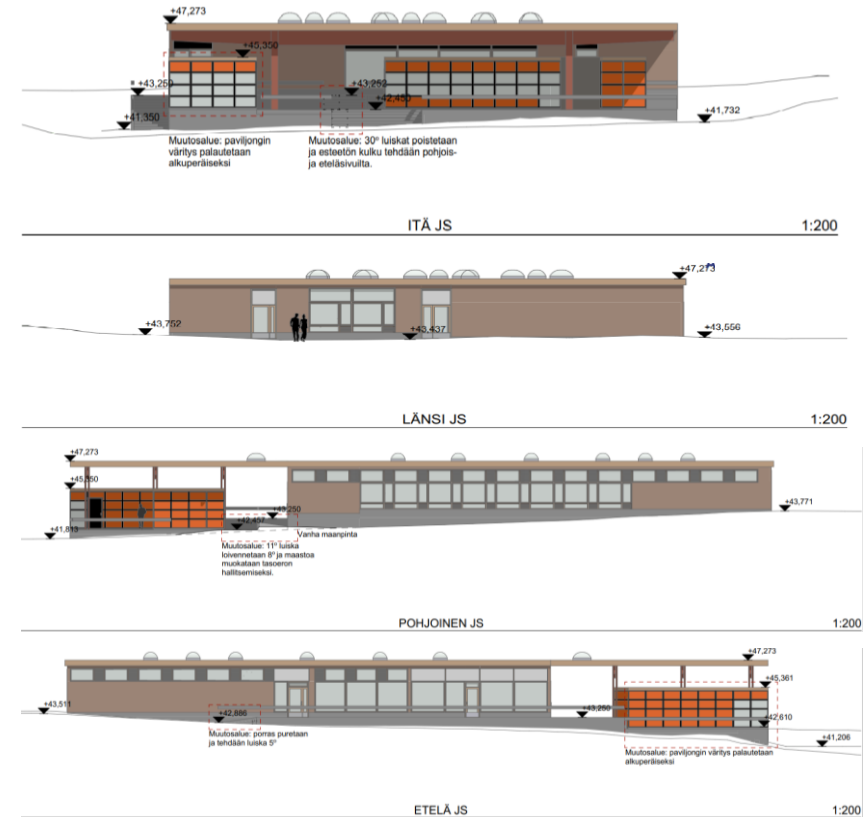 +47,273
+45,350
+43,250
+43,252
+42,450
+41,350
+41,732
Muutosalue: paviljongin
väritys palautetaan
alkuperäiseksi
Muutosalue: 30º luiskat poistetaan
ja esteetön kulku tehdään pohjois-
ja eteläsivuilta.
ITÄ JS 1:200
+47,273
+43,752
+43,437
+43,556
LÄNSI JS 1:200
+47,273
+45,350
+43,250
+42,457
+43,771
+41,813
Vanha maanpinta
Muutosalue: 11º luiska
loivennetaan 8º ja maastoa
muokataan tasoeron
hallitsemiseksi.
POHJOINEN JS 1:200
+47,273
+45,361
+43,511
+42,886
+43,250
+42,610
+41,206
Muutosalue: porras puretaan
ja tehdään luiska 5º
Muutosalue: paviljongin väritys palautetaan
alkuperäiseksi
ETELÄ JS 1:200